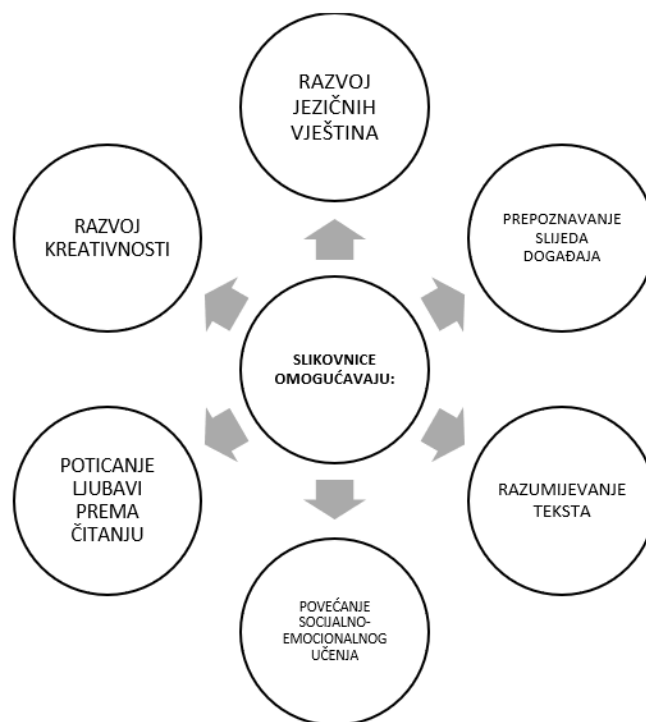 RAZVOJ
JEZIČNIH
VJEŠTINA
PREPOZNAVANJE
SLIJEDA
DOGAĐAJA
RAZUMIJEVANJE
TEKSTA
POVEĆANJE
SOCIJALNO-
EMOCIONALNOG
UČENJA
POTICANJE
LJUBAVI
PREMA
ČITANJU
RAZVOJ
KREATIVNOSTI
SLIKOVNICE
OMOGUĆAVAJU: